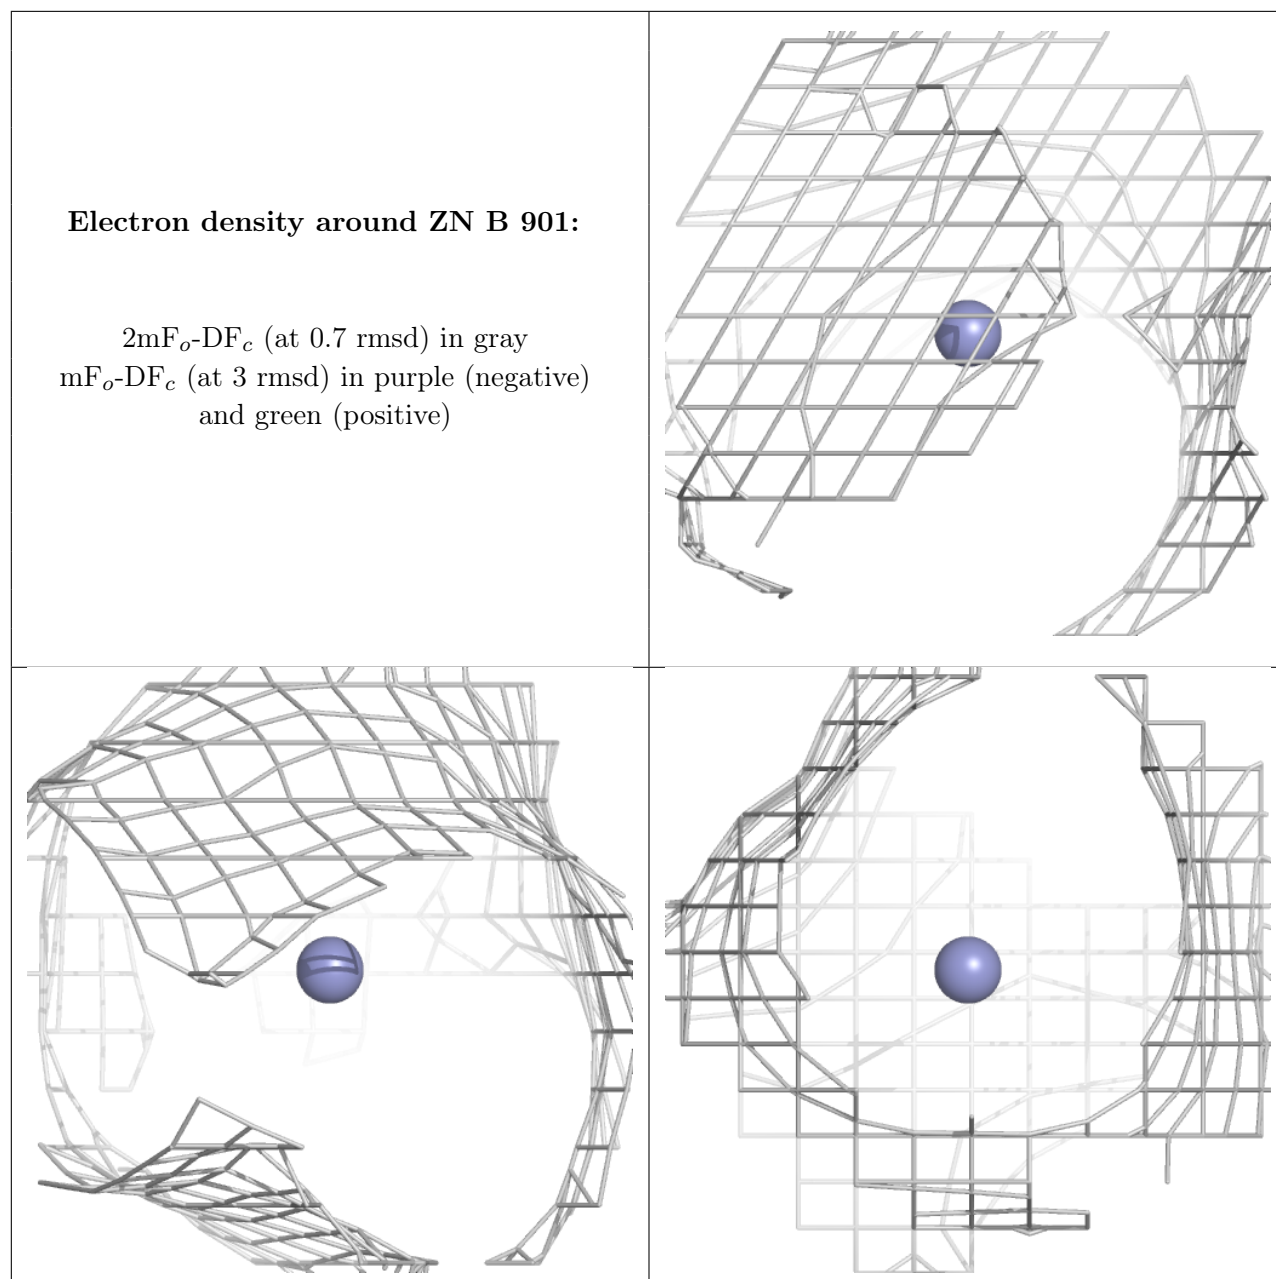 Electron density around ZN B 901:
2mFo-DFc (at 0.7 rmsd) in gray
mFo-DFc (at 3 rmsd) in purple (negative)
and green (positive)